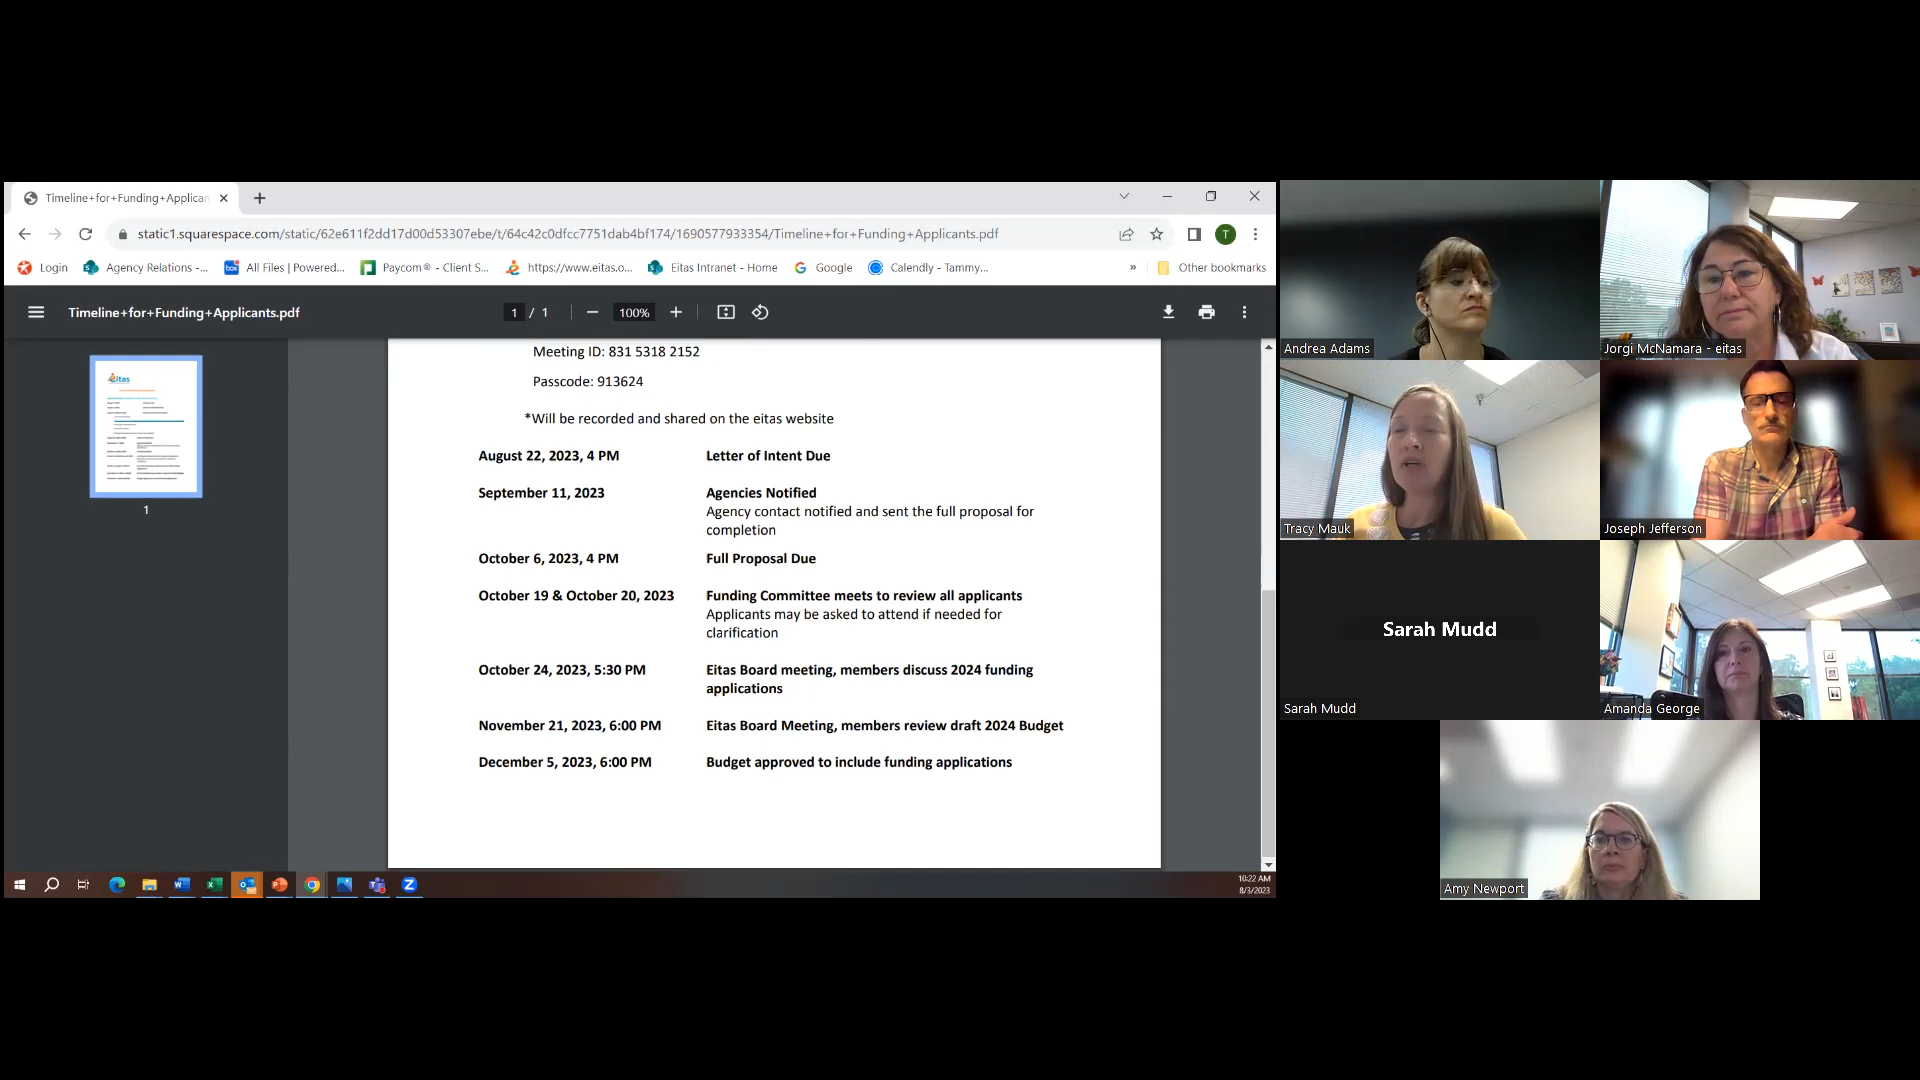 Timeline+for+Funding+Applican
static1.squarespace.com/static/62e611f2dd17d00d53307ebe/t/64c42c0dfcc7751dab4bf174/1690577933354/Timeline+for+Funding+Applicants.pdf
T
Login
Agency Relations -...
box
All Files | Powered...
Paycom® - Client S...
https://www.eitas.o...
Eitas Intranet - Home
Google
Calendly - Tammy...
»
Other bookmarks
Timeline+for+Funding+Applicants.pdf
1 / 1
100%
eitas
1
Meeting ID: 831 5318 2152
Passcode: 913624
*Will be recorded and shared on the eitas website
August 22, 2023, 4 PM Letter of Intent Due
September 11, 2023 Agencies Notified
Agency contact notified and sent the full proposal for
completion
October 6, 2023, 4 PM Full Proposal Due
October 19 & October 20, 2023 Funding Committee meets to review all applicants
Applicants may be asked to attend if needed for
clarification
October 24, 2023, 5:30 PM Eitas Board meeting, members discuss 2024 funding
applications
November 21, 2023, 6:00 PM Eitas Board Meeting, members review draft 2024 Budget
December 5, 2023, 6:00 PM Budget approved to include funding applications
10:22 AM
8/3/2023
Andrea Adams
Jorgi McNamara - eitas
Tracy Mauk
Joseph Jefferson
Sarah Mudd
Sarah Mudd
Amanda George
Amy Newport